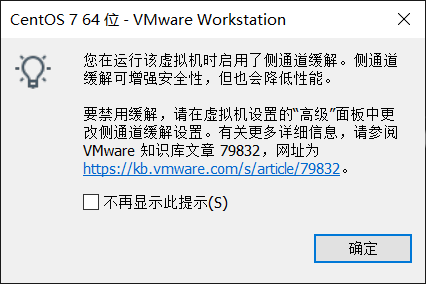 CentOS 7 64 位 - VMware Workstation
您在运行该虚拟机时启用了侧通道缓解。侧通道
缓解可增强安全性，但也会降低性能。
要禁用缓解，请在虚拟机设置的“高级”面板中更
改侧通道缓解设置。有关更多详细信息，请参阅
VMware 知识库文章 79832，网址为
https://kb.vmware.com/s/article/79832。
不再显示此提示(S)
确定